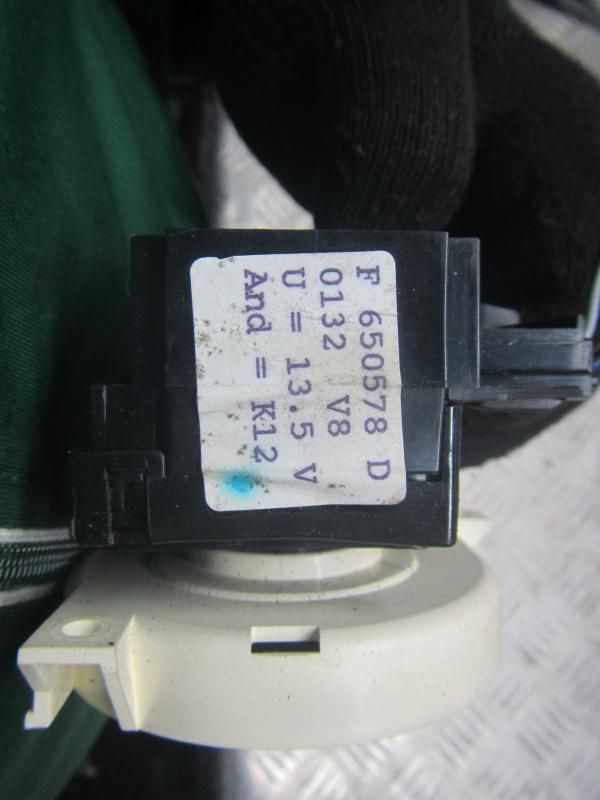 F 650578 D
0132 V8
U = 13.5 V
And = K12